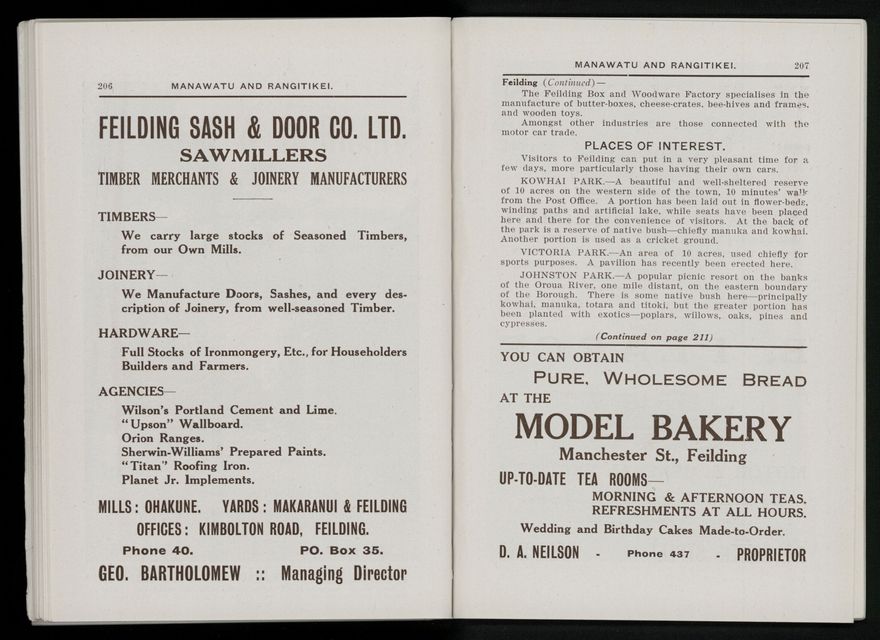 206 MANAWATU AND RANGITIKEI.
FEILDING SASH & DOOR CO. LTD.
SAWMILLERS
TIMBER MERCHANTS & JOINERY MANUFACTURERS
TIMBERS—
We carry large stocks of Seasoned Timbers,
from our Own Mills.
JOINERY—
We Manufacture Doors, Sashes, and every des-
cription of Joinery, from well-seasoned Timber.
HARDWARE—
Full Stocks of Ironmongery, Etc., for Householders
Builders and Farmers.
AGENCIES—
Wilson's Portland Cement and Lime.
"Upson" Wallboard.
Orion Ranges.
Sherwin-Williams' Prepared Paints.
"Titan" Roofing Iron.
Planet Jr. Implements.
MILLS: OHAKUNE. YARDS: MAKARANUI & FEILDING
OFFICES: KIMBOLTON ROAD, FEILDING.
Phone 40. PO. Box 35.
GEO. BARTHOLOMEW :: Managing Director
MANAWATU AND RANGITIKEI. 207
Feilding (Continued)—
The Feilding Box and Woodware Factory specialises in the
manufacture of butter-boxes, cheese-crates, bee-hives and frames,
and wooden toys.
Amongst other industries are those connected with the
motor car trade.
PLACES OF INTEREST.
Visitors to Feilding can put in a very pleasant time for a
few days, more particularly those having their own cars.
KOWHAI PARK.—A beautiful and well-sheltered reserve
of 10 acres on the western side of the town, 10 minutes' walk
from the Post Office. A portion has been laid out in flower-beds,
winding paths and artificial lake, while seats have been placed
here and there for the convenience of visitors. At the back of
the park is a reserve of native bush—chiefly manuka and kowhai.
Another portion is used as a cricket ground.
VICTORIA PARK.—An area of 10 acres, used chiefly for
sports purposes. A pavilion has recently been erected here.
JOHNSTON PARK.—A popular picnic resort on the banks
of the Oroua River, one mile distant, on the eastern boundary
of the Borough. There is some native bush here—principally
kowhai, manuka, totara and titoki, but the greater portion has
been planted with exotics—poplars, willows, oaks, pines and
cypresses.
(Continued on page 211)
YOU CAN OBTAIN
PURE, WHOLESOME BREAD
AT THE
MODEL BAKERY
Manchester St., Feilding
UP-TO-DATE TEA ROOMS—
MORNING & AFTERNOON TEAS.
REFRESHMENTS AT ALL HOURS.
Wedding and Birthday Cakes Made-to-Order.
D. A. NEILSON - Phone 437 - PROPRIETOR